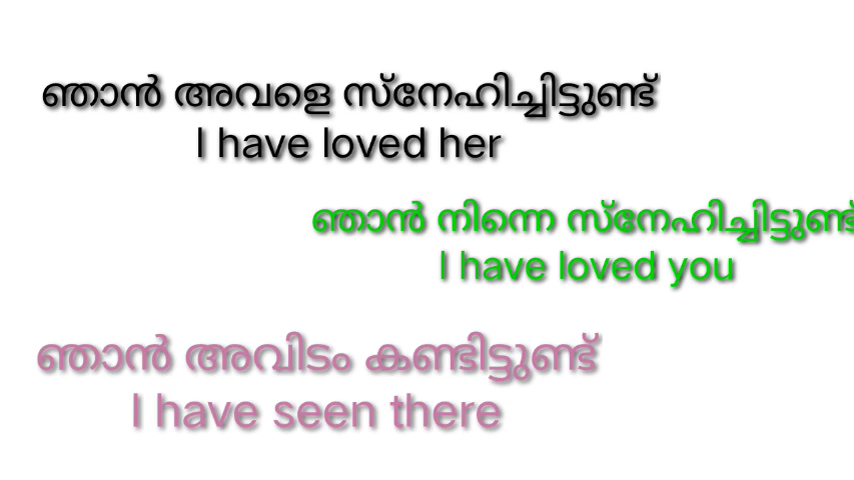 ഞാൻ അവളെ സ്നേഹിച്ചിട്ടുണ്ട്
I have loved her
ഞാൻ നിന്നെ സ്നേഹിച്ചിട്ടുണ്ട്
I have loved you
ഞാൻ അവിടം കണ്ടിട്ടുണ്ട്
I have seen there